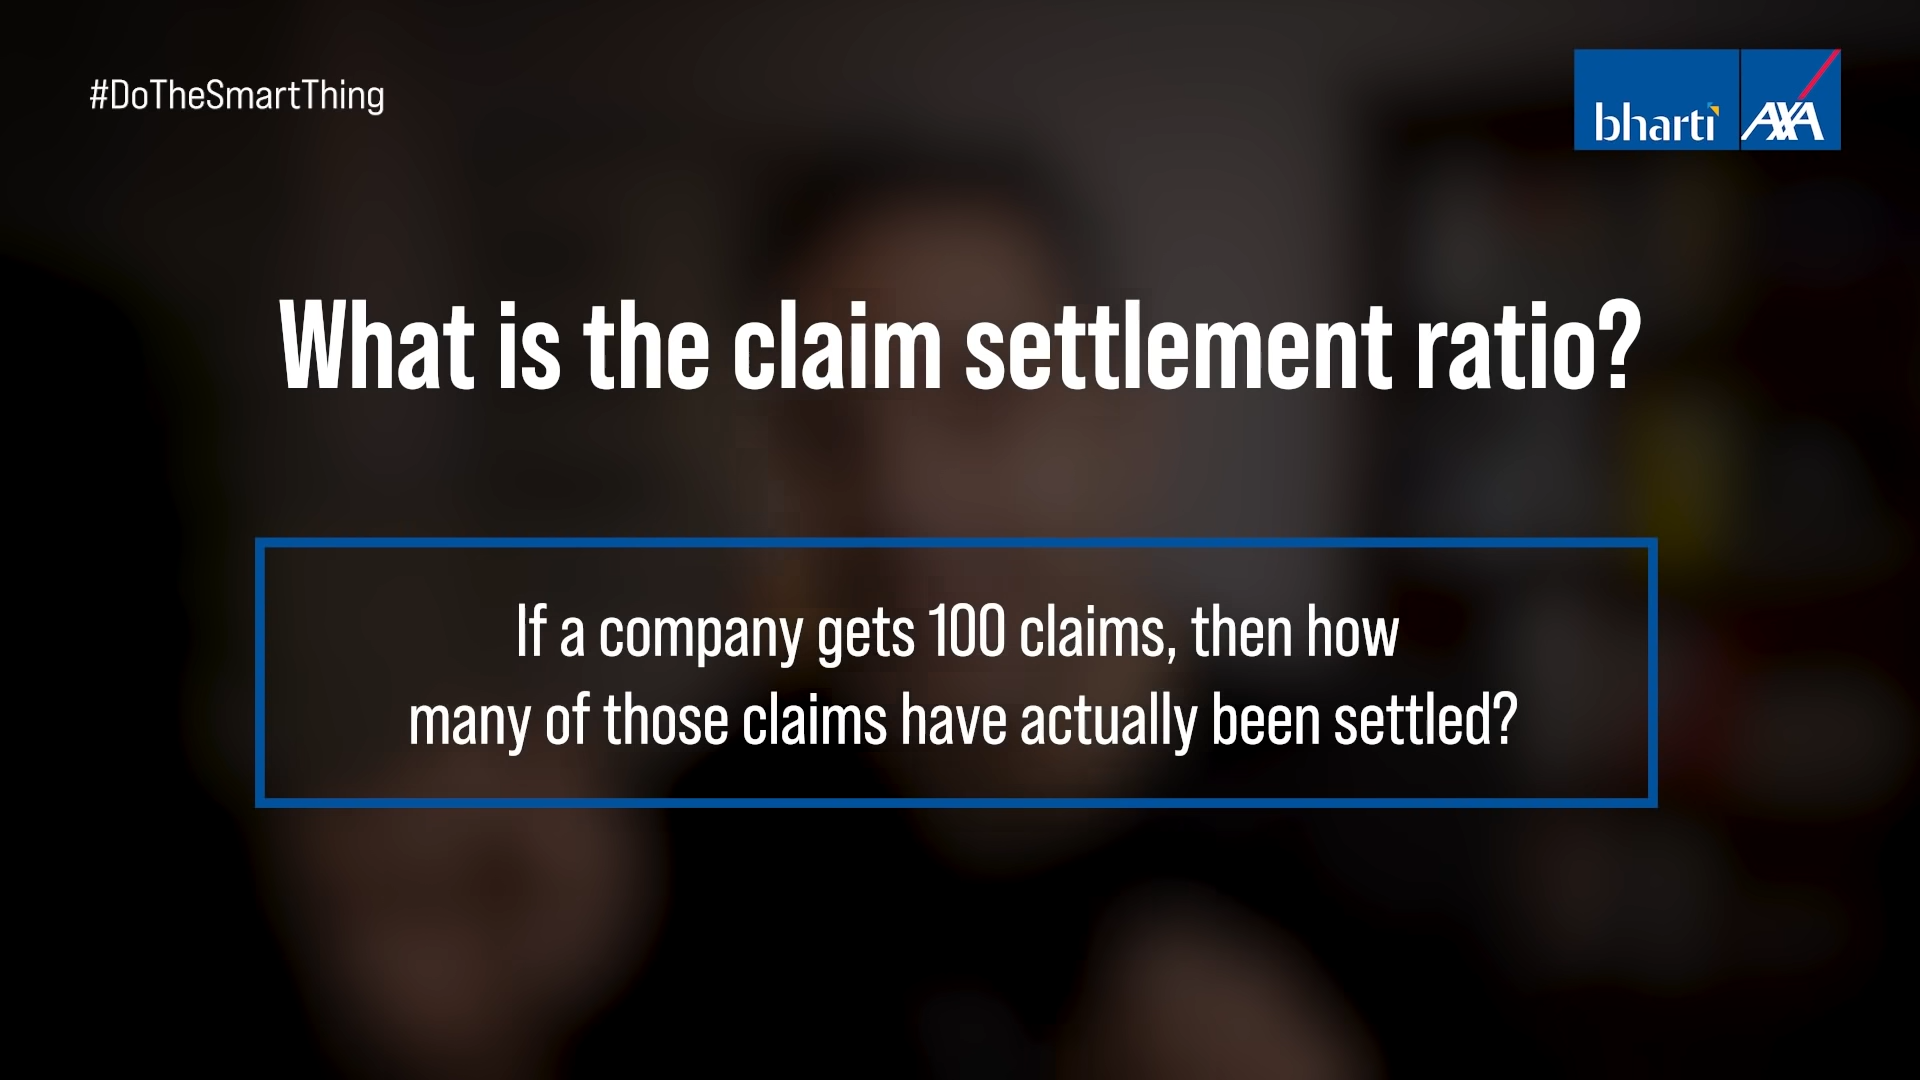 #DoTheSmartThing
bharti AXA
What is the claim settlement ratio?
If a company gets 100 claims, then how
many of those claims have actually been settled?